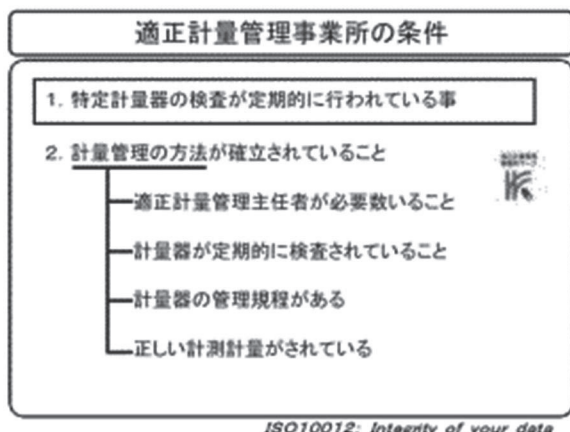 適正計量管理事業所の条件
1. 特定計量器の検査が定期的に行われている事
2. 計量管理の方法が確立されていること
適正計量管理主任者が必要数いること
計量器が定期的に検査されていること
計量器の管理規程がある
正しい計測計量がされている
ISO10012: Integrity of your data